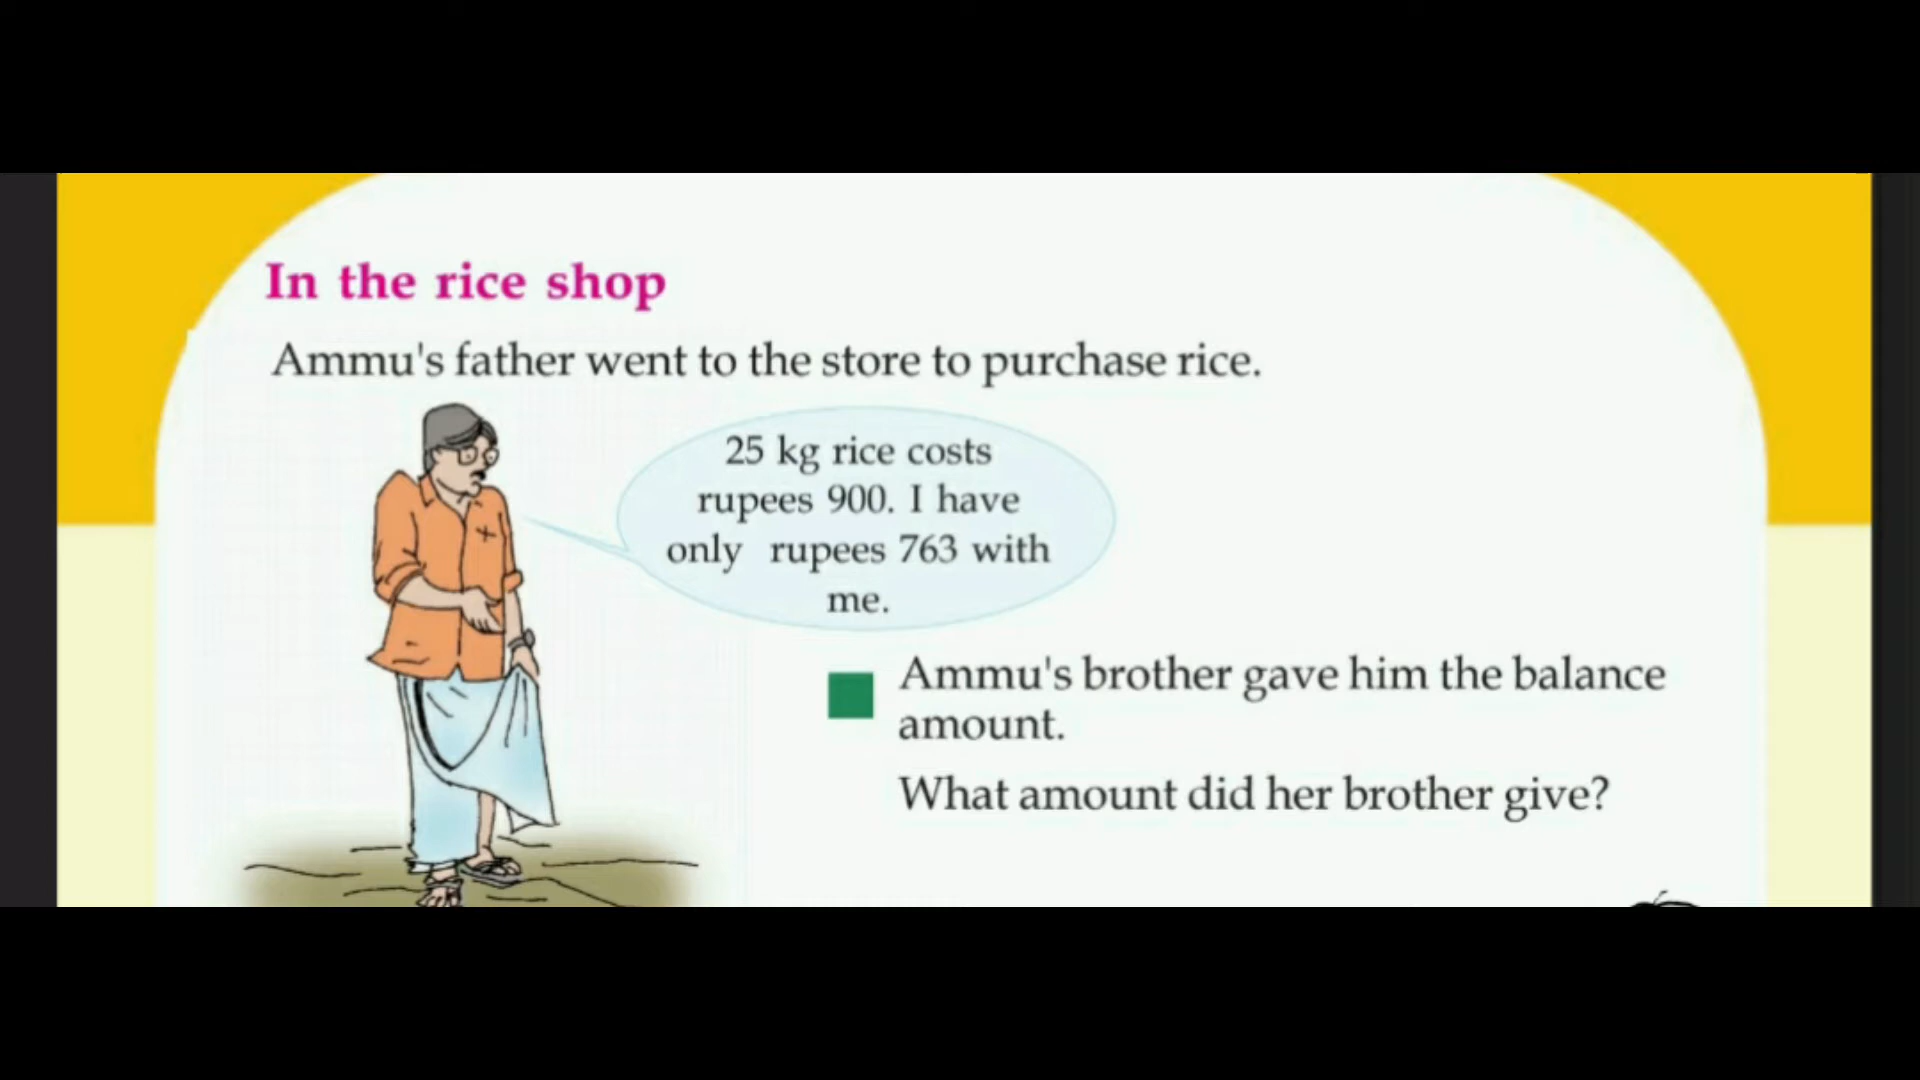 In the rice shop
Ammu's father went to the store to purchase rice.
25 kg rice costs
rupees 900. I have
only rupees 763 with
me.
Ammu's brother gave him the balance
amount.
What amount did her brother give?